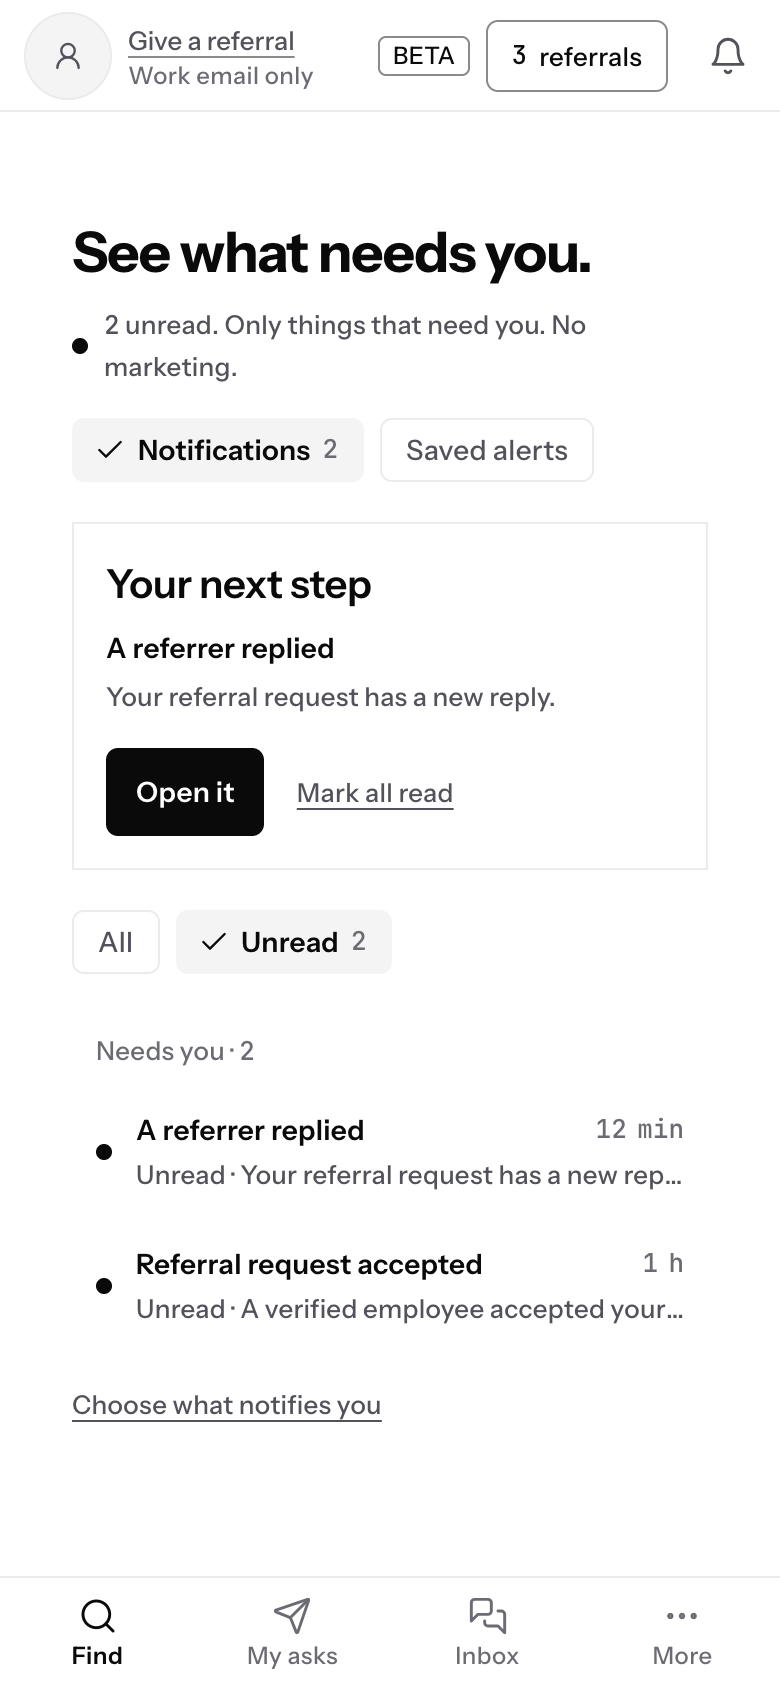 Give a referral
Work email only
BETA
3 referrals
See what needs you.
2 unread. Only things that need you. No
marketing.
Notifications 2
Saved alerts
Your next step
A referrer replied
Your referral request has a new reply.
Open it
Mark all read
All
Unread 2
Needs you · 2
A referrer replied
12 min
Unread · Your referral request has a new rep...
Referral request accepted
1 h
Unread · A verified employee accepted your...
Choose what notifies you
Find
My asks
Inbox
More